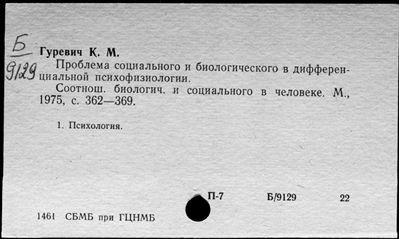 Б
9129
Гуревич К. М.
Проблема социального и биологического в дифферен-
циальной психофизиологии.
Соотнош. биологич. и социального в человеке. М.,
1975, с. 362—369.
1. Психология.
П-7 Б/9129 22
1461 СБМБ при ГЦНМБ